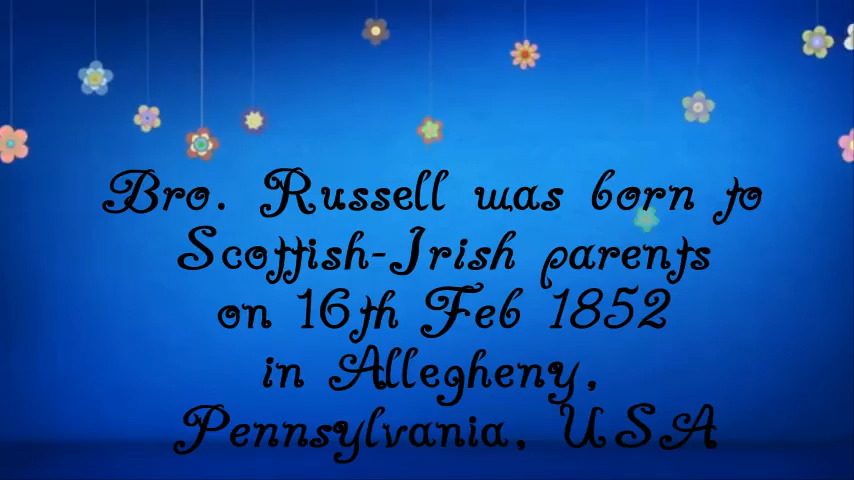 Bro. Russell was born to
Scottish-Irish parents
on 16th Feb 1852
in Allegheny,
Pennsylvania, USA